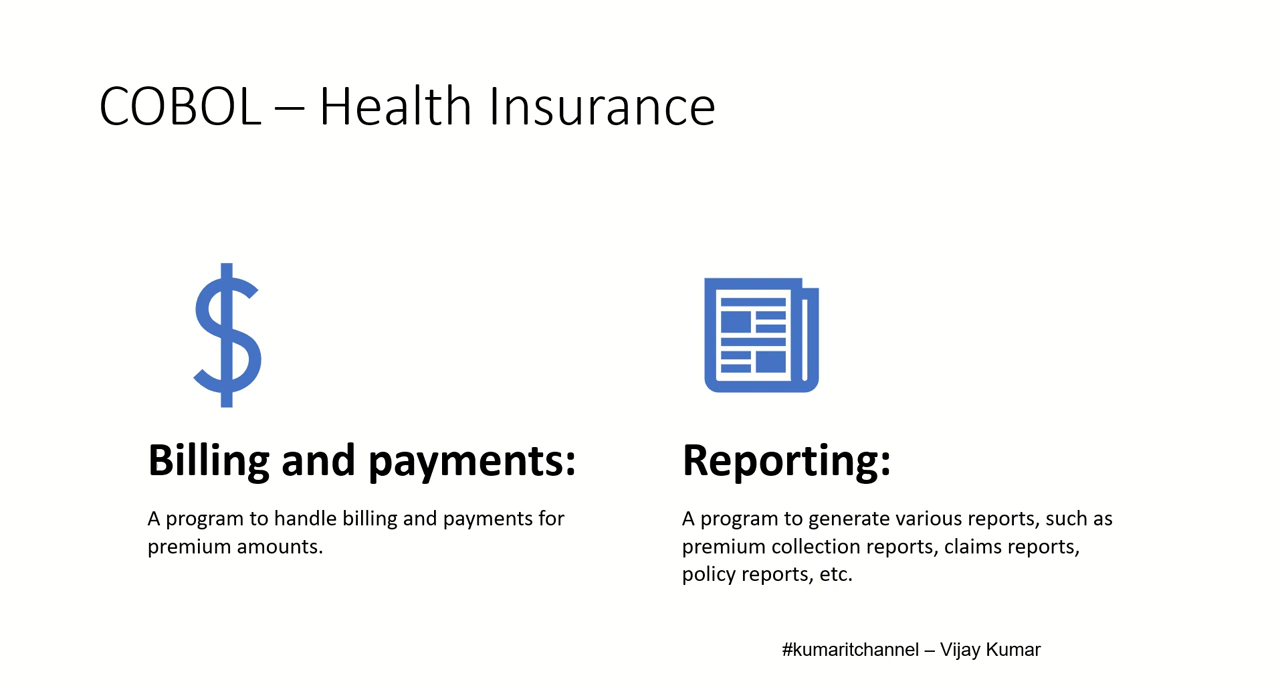 COBOL – Health Insurance
Billing and payments:
A program to handle billing and payments for
premium amounts.
Reporting:
A program to generate various reports, such as
premium collection reports, claims reports,
policy reports, etc.
#kumaritchannel – Vijay Kumar